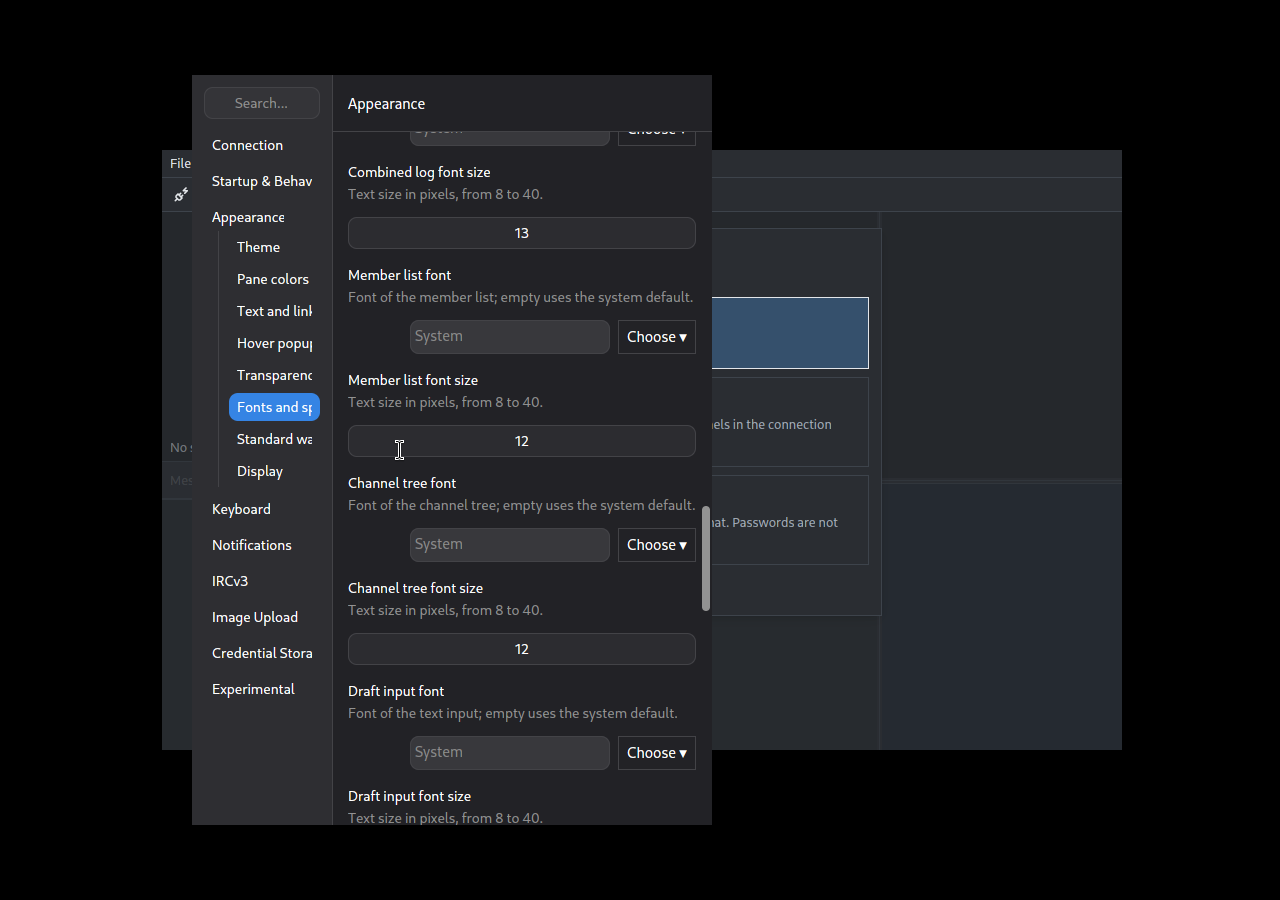 Search...
Appearance
Connection
Startup & Behav
Appearance
Theme
Pane colors
Text and link
Hover popup
Transparenc
Fonts and sp
Standard wa
Display
Keyboard
Notifications
IRCv3
Image Upload
Credential Stora
Experimental
System
Choose ▾
Combined log font size
Text size in pixels, from 8 to 40.
13
Member list font
Font of the member list; empty uses the system default.
System
Choose ▾
Member list font size
Text size in pixels, from 8 to 40.
12
Channel tree font
Font of the channel tree; empty uses the system default.
System
Choose ▾
Channel tree font size
Text size in pixels, from 8 to 40.
12
Draft input font
Font of the text input; empty uses the system default.
System
Choose ▾
Draft input font size
Text size in pixels, from 8 to 40.
File
No s
Mes
nels in the connection
hat. Passwords are not